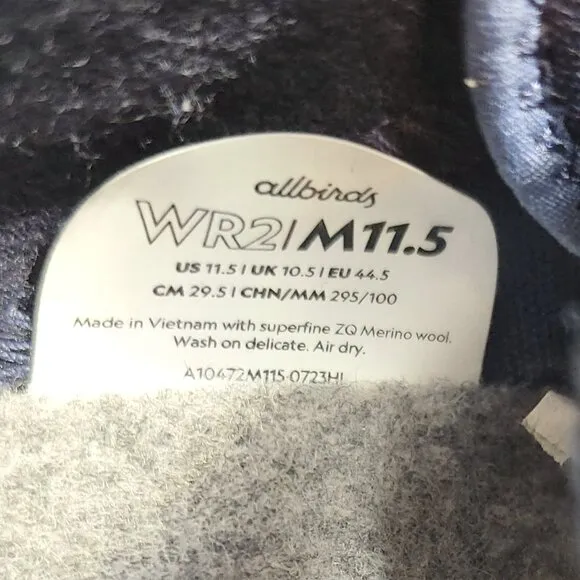 allbirds
WR2 | M11.5
US 11.5 | UK 10.5 | EU 44.5
CM 29.5 | CHN/MM 295/100
Made in Vietnam with superfine ZQ Merino wool.
Wash on delicate. Air dry.
A10472M115-0723HL